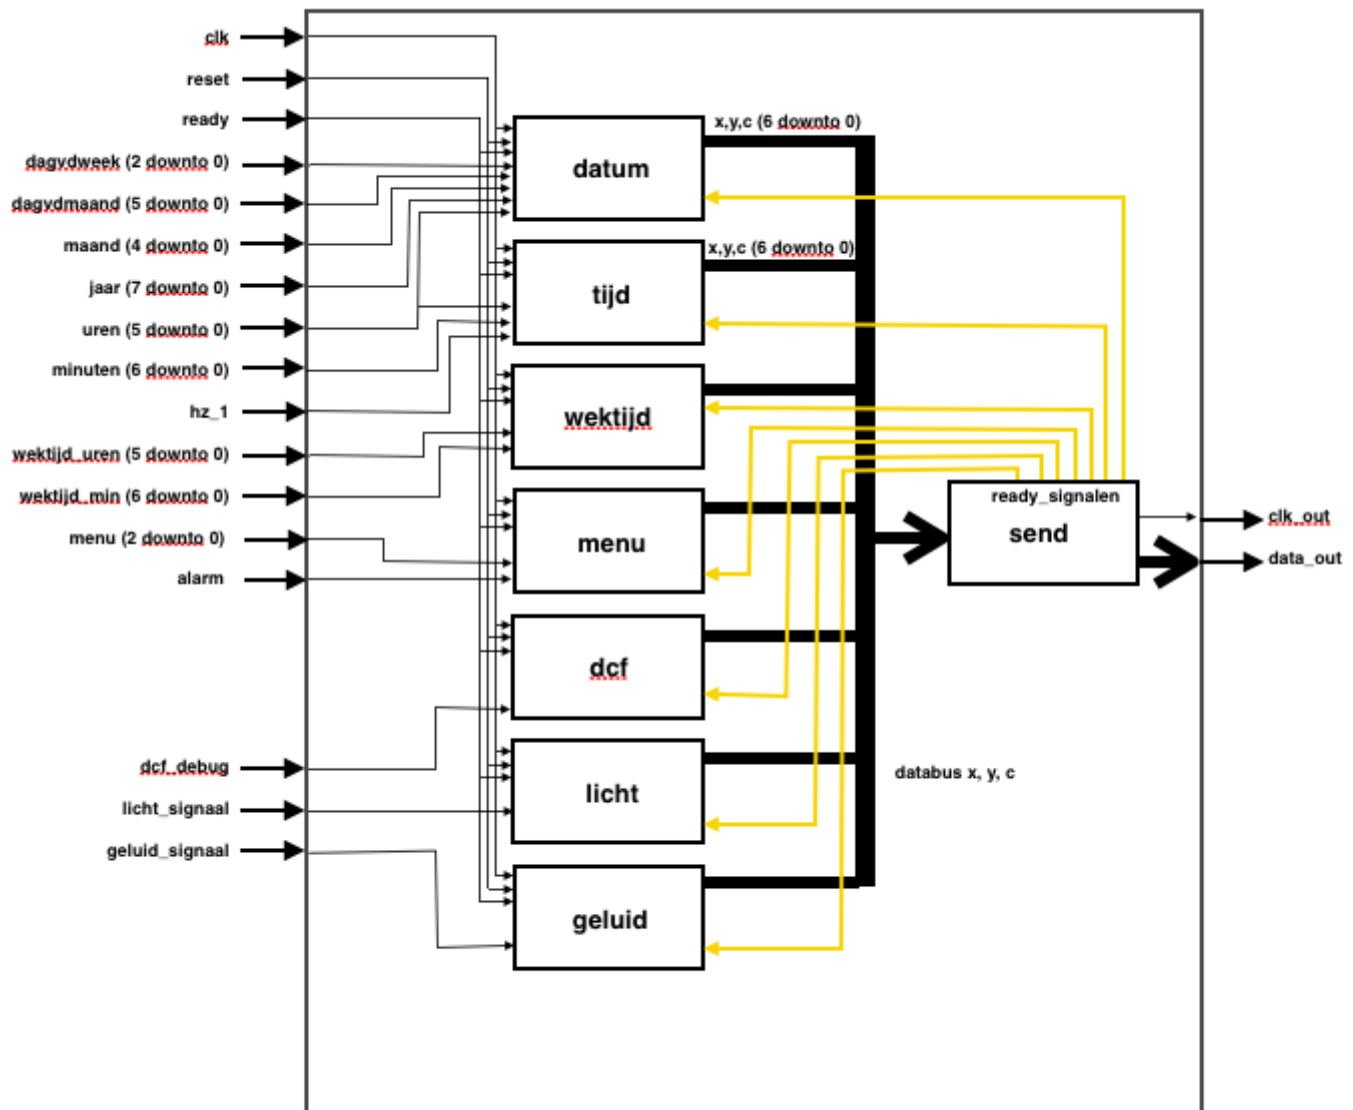 clk
reset
ready
dagvdweek (2 downto 0)
dagvdmaand (5 downto 0)
maand (4 downto 0)
jaar (7 downto 0)
uren (5 downto 0)
minuten (6 downto 0)
hz_1
wektijd_uren (5 downto 0)
wektijd_min (6 downto 0)
menu (2 downto 0)
alarm
dcf_debug
licht_signaal
geluid_signaal
datum
x,y,c (6 downto 0)
tijd
x,y,c (6 downto 0)
wektijd
menu
dcf
licht
geluid
databus x, y, c
ready_signalen
send
clk_out
data_out